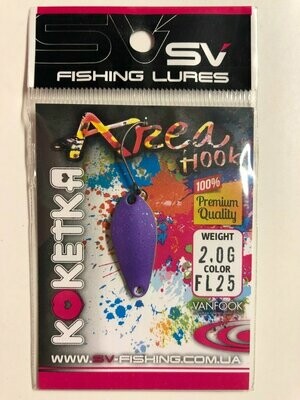 SV SV
FISHING LURES
Area
HOOK
100%
Premium
Quality
WEIGHT
2.0G
COLOR
FL25
VANFOOK
KOKETKA
WWW.SV-FISHING.COM.UA